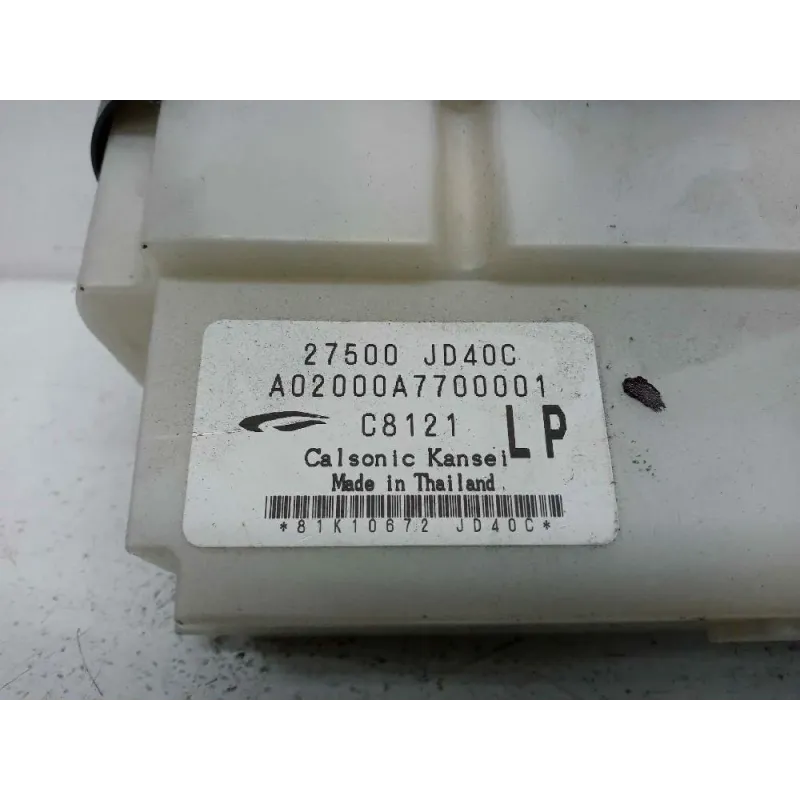 27500 JD40C
A02000A7700001
C8121 LP
Calsonic Kansei
Made in Thailand
*81K10672 JD40C*